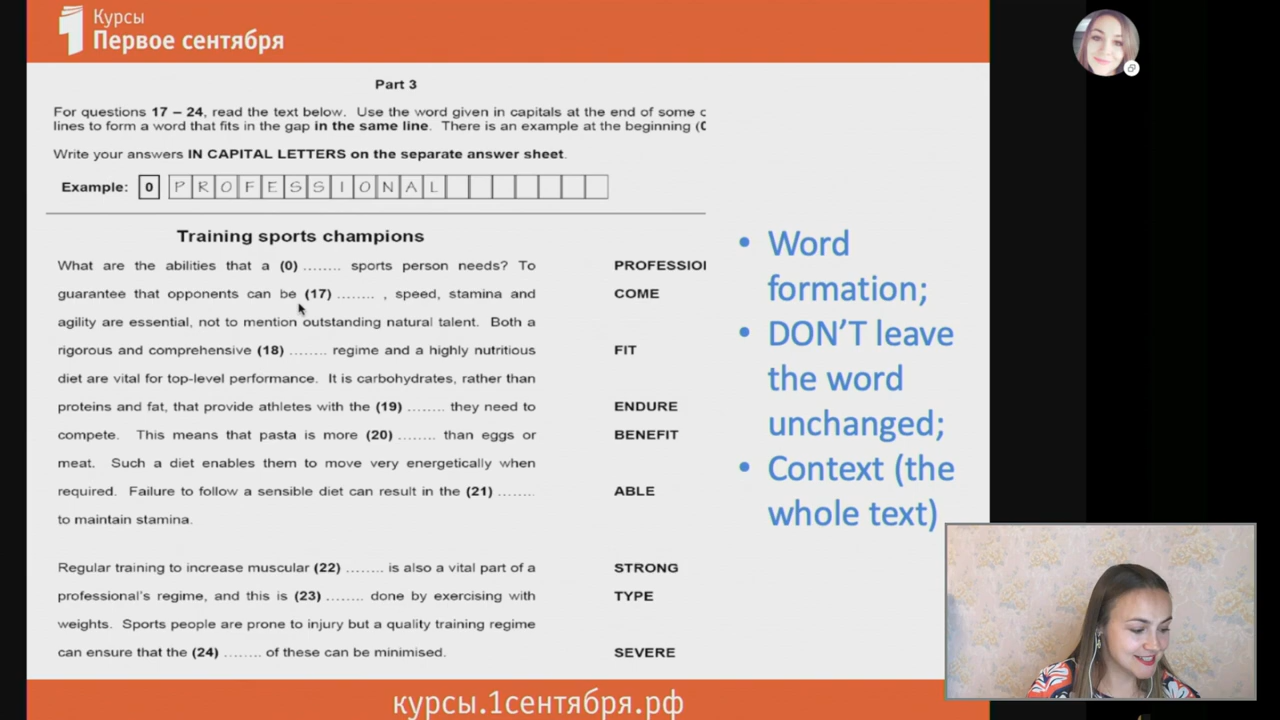 Курсы
Первое сентября
Part 3
For questions 17 – 24, read the text below. Use the word given in capitals at the end of some
lines to form a word that fits in the gap in the same line. There is an example at the beginning
Write your answers IN CAPITAL LETTERS on the separate answer sheet.
Example: 0 PROFESSIONAL
Training sports champions
What are the abilities that a (0) ........ sports person needs? To PROFESSIO
guarantee that opponents can be (17) ........ , speed, stamina and COME
agility are essential, not to mention outstanding natural talent. Both a
rigorous and comprehensive (18) ........ regime and a highly nutritious FIT
diet are vital for top-level performance. It is carbohydrates, rather than
proteins and fat, that provide athletes with the (19) ........ they need to ENDURE
compete. This means that pasta is more (20) ........ than eggs or BENEFIT
meat. Such a diet enables them to move very energetically when
required. Failure to follow a sensible diet can result in the (21) ........ ABLE
to maintain stamina.
Regular training to increase muscular (22) ........ is also a vital part of a STRONG
professional's regime, and this is (23) ........ done by exercising with TYPE
weights. Sports people are prone to injury but a quality training regime
can ensure that the (24) ........ of these can be minimised. SEVERE
• Word
formation;
• DON'T leave
the word
unchanged;
• Context (the
whole text)
курсы.1сентября.рф